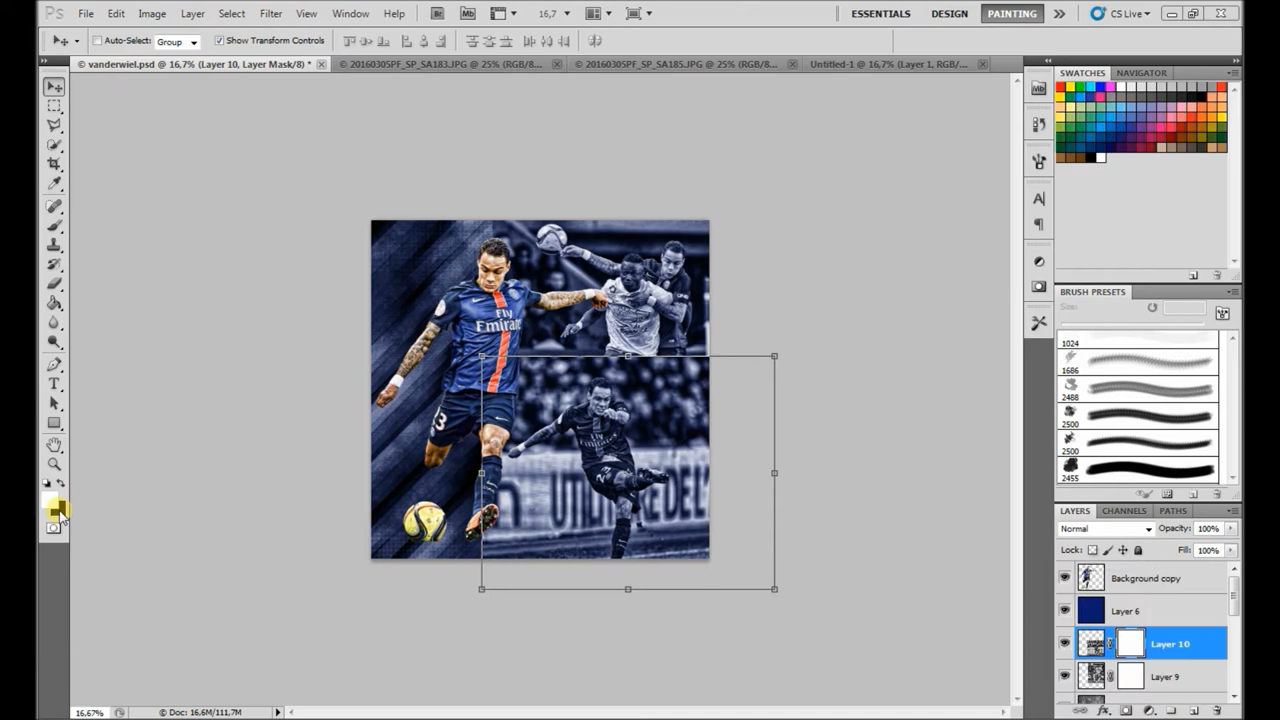 Ps File Edit Image Layer Select Filter View Window Help Br Mb 16,7 ESSENTIALS DESIGN PAINTING CS Live
Auto-Select: Group Show Transform Controls
© vanderwiel.psd @ 16,7% (Layer 10, Layer Mask/8) * © 20160305PF_SP_SA183.JPG @ 25% (RGB/8... © 20160305PF_SP_SA185.JPG @ 25% (RGB/8... Untitled-1 @ 16,7% (Layer 1, RGB/...
SWATCHES NAVIGATOR
Mb
BRUSH PRESETS
Size:
1024
1686
2488
2500
2500
2455
Fly
Emirates
T
LAYERS CHANNELS PATHS
Normal Opacity: 100%
Lock: Fill: 100%
Background copy
Layer 6
Layer 10
Layer 9
16,67% © Doc: 16,6M/111,7M